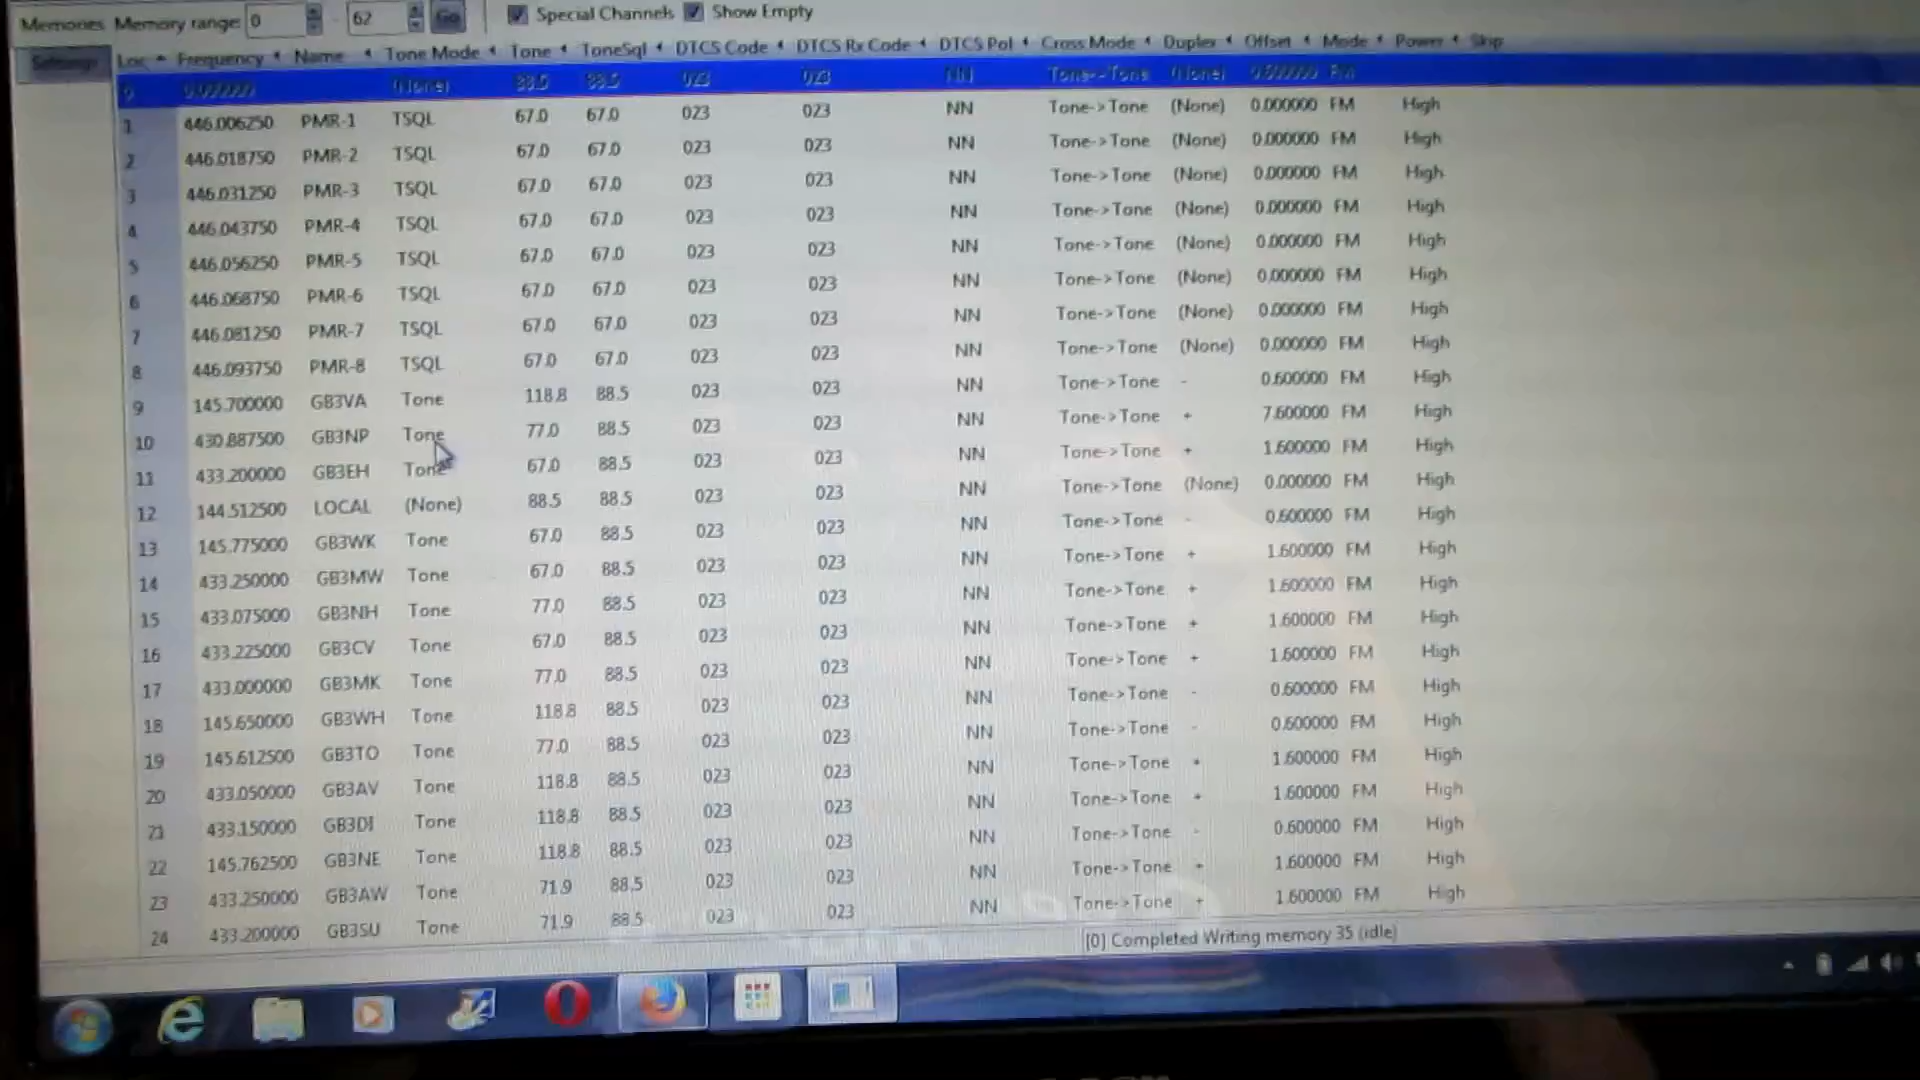 Memories Memory range: 0 - 62 Go Special Channels Show Empty
Settings Loc Frequency Name Tone Mode Tone ToneSql DTCS Code DTCS Rx Code DTCS Pol Cross Mode Duplex Offset Mode Power Skip
0 0.000000 (None) 88.5 88.5 023 023 NN Tone->Tone (None) 0.600000 FM
1 446.006250 PMR-1 TSQL 67.0 67.0 023 023 NN Tone->Tone (None) 0.000000 FM High
2 446.018750 PMR-2 TSQL 67.0 67.0 023 023 NN Tone->Tone (None) 0.000000 FM High
3 446.031250 PMR-3 TSQL 67.0 67.0 023 023 NN Tone->Tone (None) 0.000000 FM High
4 446.043750 PMR-4 TSQL 67.0 67.0 023 023 NN Tone->Tone (None) 0.000000 FM High
5 446.056250 PMR-5 TSQL 67.0 67.0 023 023 NN Tone->Tone (None) 0.000000 FM High
6 446.068750 PMR-6 TSQL 67.0 67.0 023 023 NN Tone->Tone (None) 0.000000 FM High
7 446.081250 PMR-7 TSQL 67.0 67.0 023 023 NN Tone->Tone (None) 0.000000 FM High
8 446.093750 PMR-8 TSQL 67.0 67.0 023 023 NN Tone->Tone (None) 0.000000 FM High
9 145.700000 GB3VA Tone 118.8 88.5 023 023 NN Tone->Tone - 0.600000 FM High
10 430.887500 GB3NP Tone 77.0 88.5 023 023 NN Tone->Tone + 7.600000 FM High
11 433.200000 GB3EH Tone 67.0 88.5 023 023 NN Tone->Tone + 1.600000 FM High
12 144.512500 LOCAL (None) 88.5 88.5 023 023 NN Tone->Tone (None) 0.000000 FM High
13 145.775000 GB3WK Tone 67.0 88.5 023 023 NN Tone->Tone - 0.600000 FM High
14 433.250000 GB3MW Tone 67.0 88.5 023 023 NN Tone->Tone + 1.600000 FM High
15 433.075000 GB3NH Tone 77.0 88.5 023 023 NN Tone->Tone + 1.600000 FM High
16 433.225000 GB3CV Tone 67.0 88.5 023 023 NN Tone->Tone + 1.600000 FM High
17 433.000000 GB3MK Tone 77.0 88.5 023 023 NN Tone->Tone + 1.600000 FM High
18 145.650000 GB3WH Tone 118.8 88.5 023 023 NN Tone->Tone - 0.600000 FM High
19 145.612500 GB3TO Tone 77.0 88.5 023 023 NN Tone->Tone - 0.600000 FM High
20 433.050000 GB3AV Tone 118.8 88.5 023 023 NN Tone->Tone + 1.600000 FM High
21 433.150000 GB3DI Tone 118.8 88.5 023 023 NN Tone->Tone + 1.600000 FM High
22 145.762500 GB3NE Tone 118.8 88.5 023 023 NN Tone->Tone - 0.600000 FM High
23 433.250000 GB3AW Tone 71.9 88.5 023 023 NN Tone->Tone + 1.600000 FM High
24 433.200000 GB3SU Tone 71.9 88.5 023 023 NN Tone->Tone + 1.600000 FM High
[0] Completed Writing memory 35 (idle)